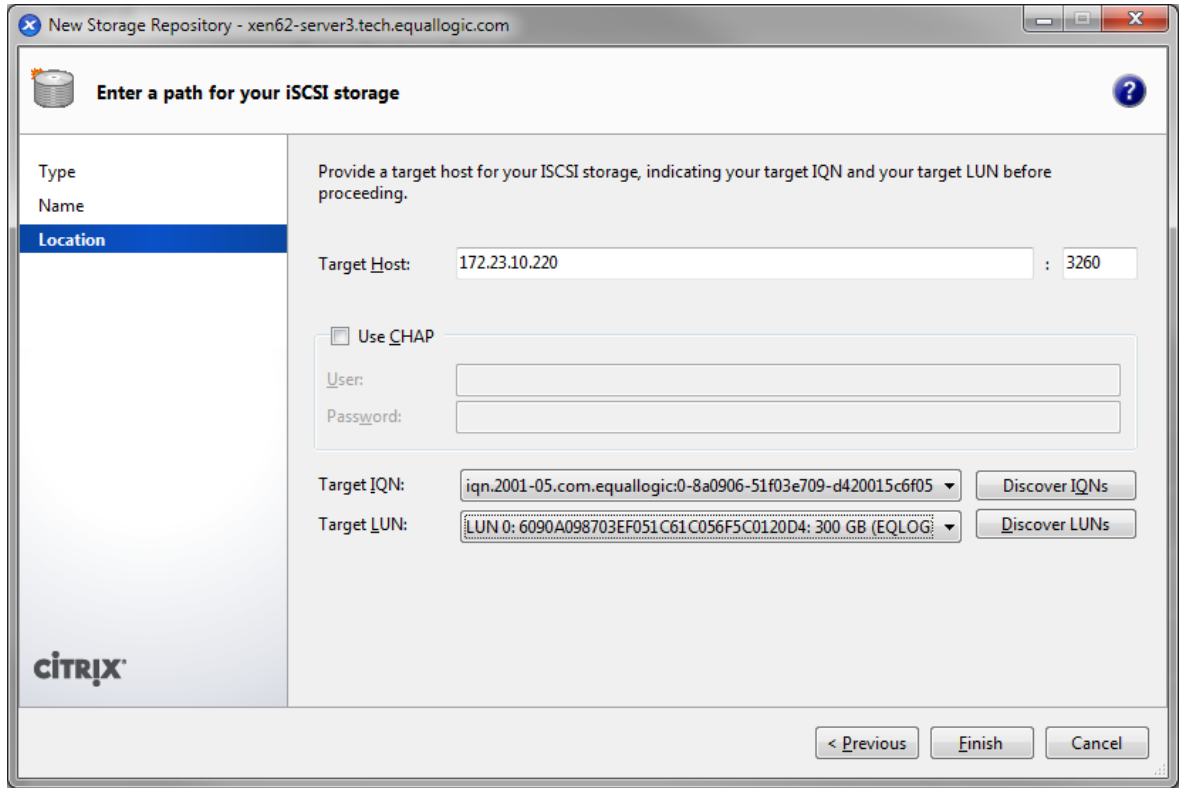 New Storage Repository - xen62-server3.tech.equallogic.com
Enter a path for your iSCSI storage
?
Type
Name
Location
Provide a target host for your ISCSI storage, indicating your target IQN and your target LUN before
proceeding.
Target Host: 172.23.10.220 : 3260
Use CHAP
User:
Password:
Target IQN: iqn.2001-05.com.equallogic:0-8a0906-51f03e709-d420015c6f05 Discover IQNs
Target LUN: LUN 0: 6090A098703EF051C61C056F5C0120D4: 300 GB (EQLOG Discover LUNs
CITRIX
< Previous Finish Cancel